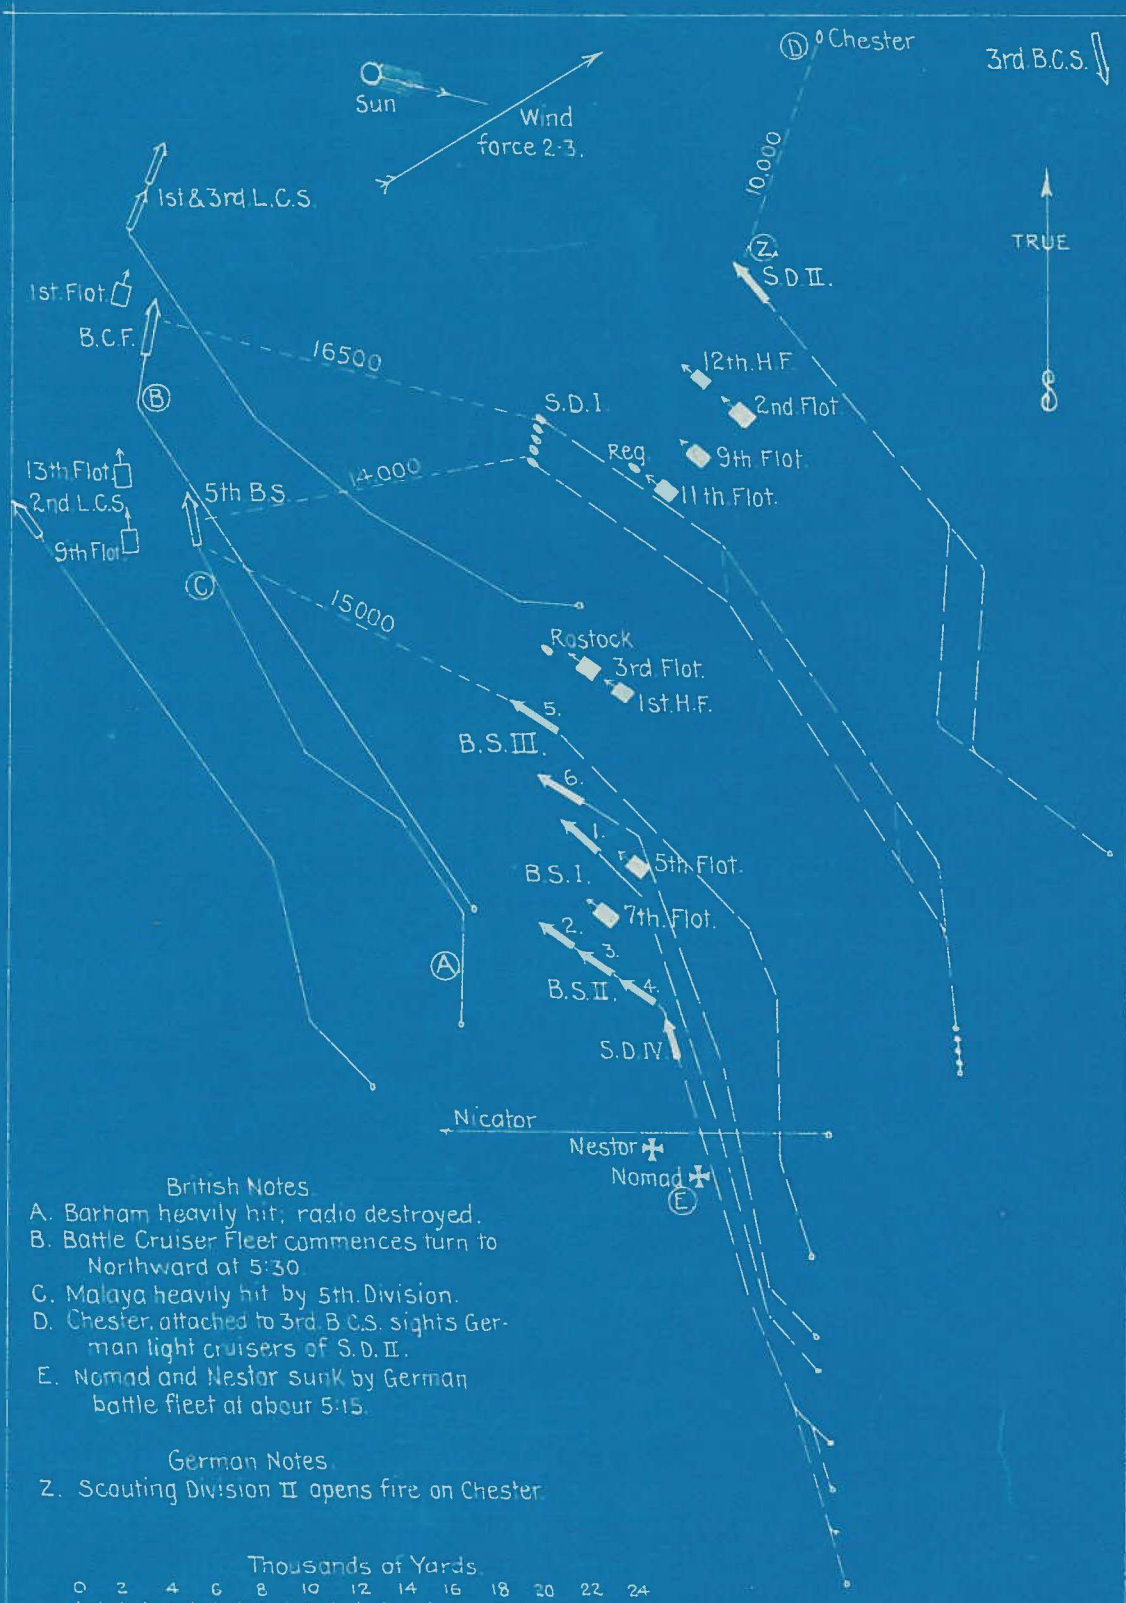 D Chester
3rd. B.C.S.
Sun
Wind
force 2-3.
10,000
1st & 3rd. L.C.S.
TRUE
Z
S.D. II.
1st. Flot.
B.C.F.
16500
12th. H.F.
B
S.D. I.
2nd. Flot.
13th. Flot.
14,000
Reg.
9th. Flot.
2nd. L.C.S.
5th B.S.
11th. Flot.
9th Flot.
C
15000
Rostock
3rd. Flot.
1st. H.F.
5.
B.S. III.
6.
1.
B.S. I.
5th. Flot.
7th. Flot.
2.
A
3.
B.S. II.
4.
S.D. IV.
Nicator
Nestor
Nomad
E
British Notes.
A. Barham heavily hit; radio destroyed.
B. Battle Cruiser Fleet commences turn to
Northward at 5:30.
C. Malaya heavily hit by 5th. Division.
D. Chester, attached to 3rd. B.C.S. sights Ger-
man light cruisers of S.D. II.
E. Nomad and Nestor sunk by German
battle fleet at about 5:15.
German Notes.
Z. Scouting Division II opens fire on Chester.
Thousands of Yards.
0 2 4 6 8 10 12 14 16 18 20 22 24